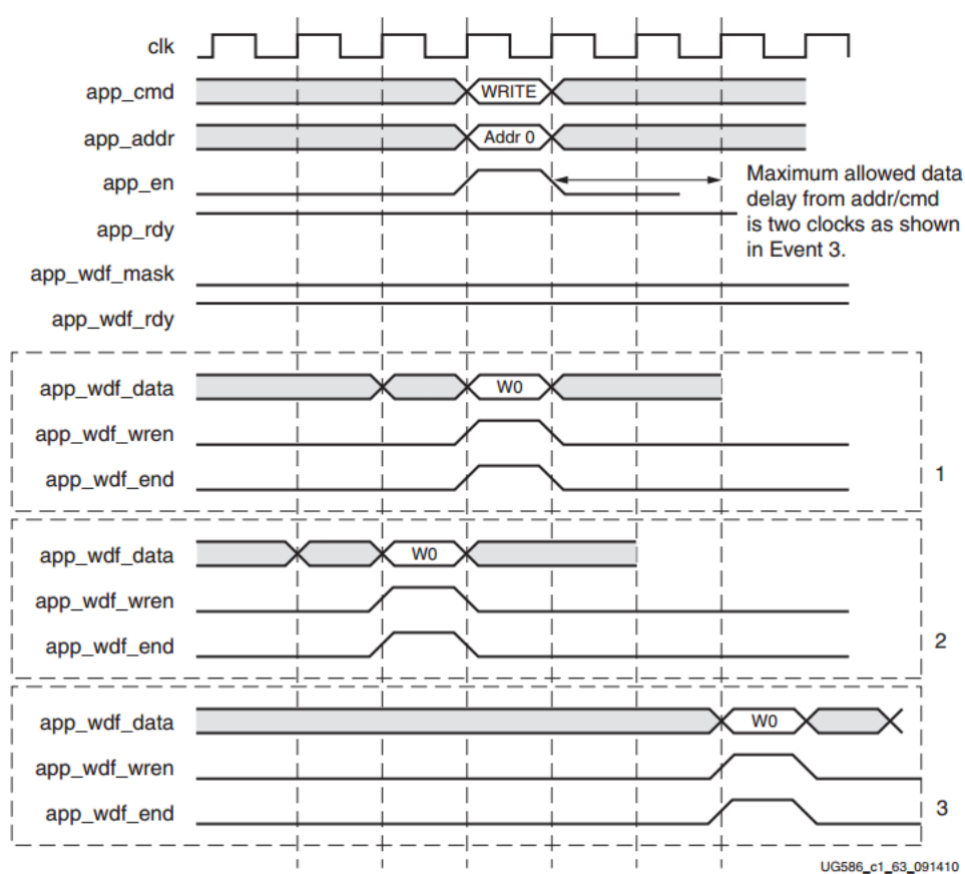 clk
app_cmd
WRITE
app_addr
Addr 0
app_en
Maximum allowed data
delay from addr/cmd
is two clocks as shown
in Event 3.
app_rdy
app_wdf_mask
app_wdf_rdy
app_wdf_data
W0
app_wdf_wren
app_wdf_end
1
app_wdf_data
W0
app_wdf_wren
app_wdf_end
2
app_wdf_data
W0
app_wdf_wren
app_wdf_end
3
UG586_c1_63_091410